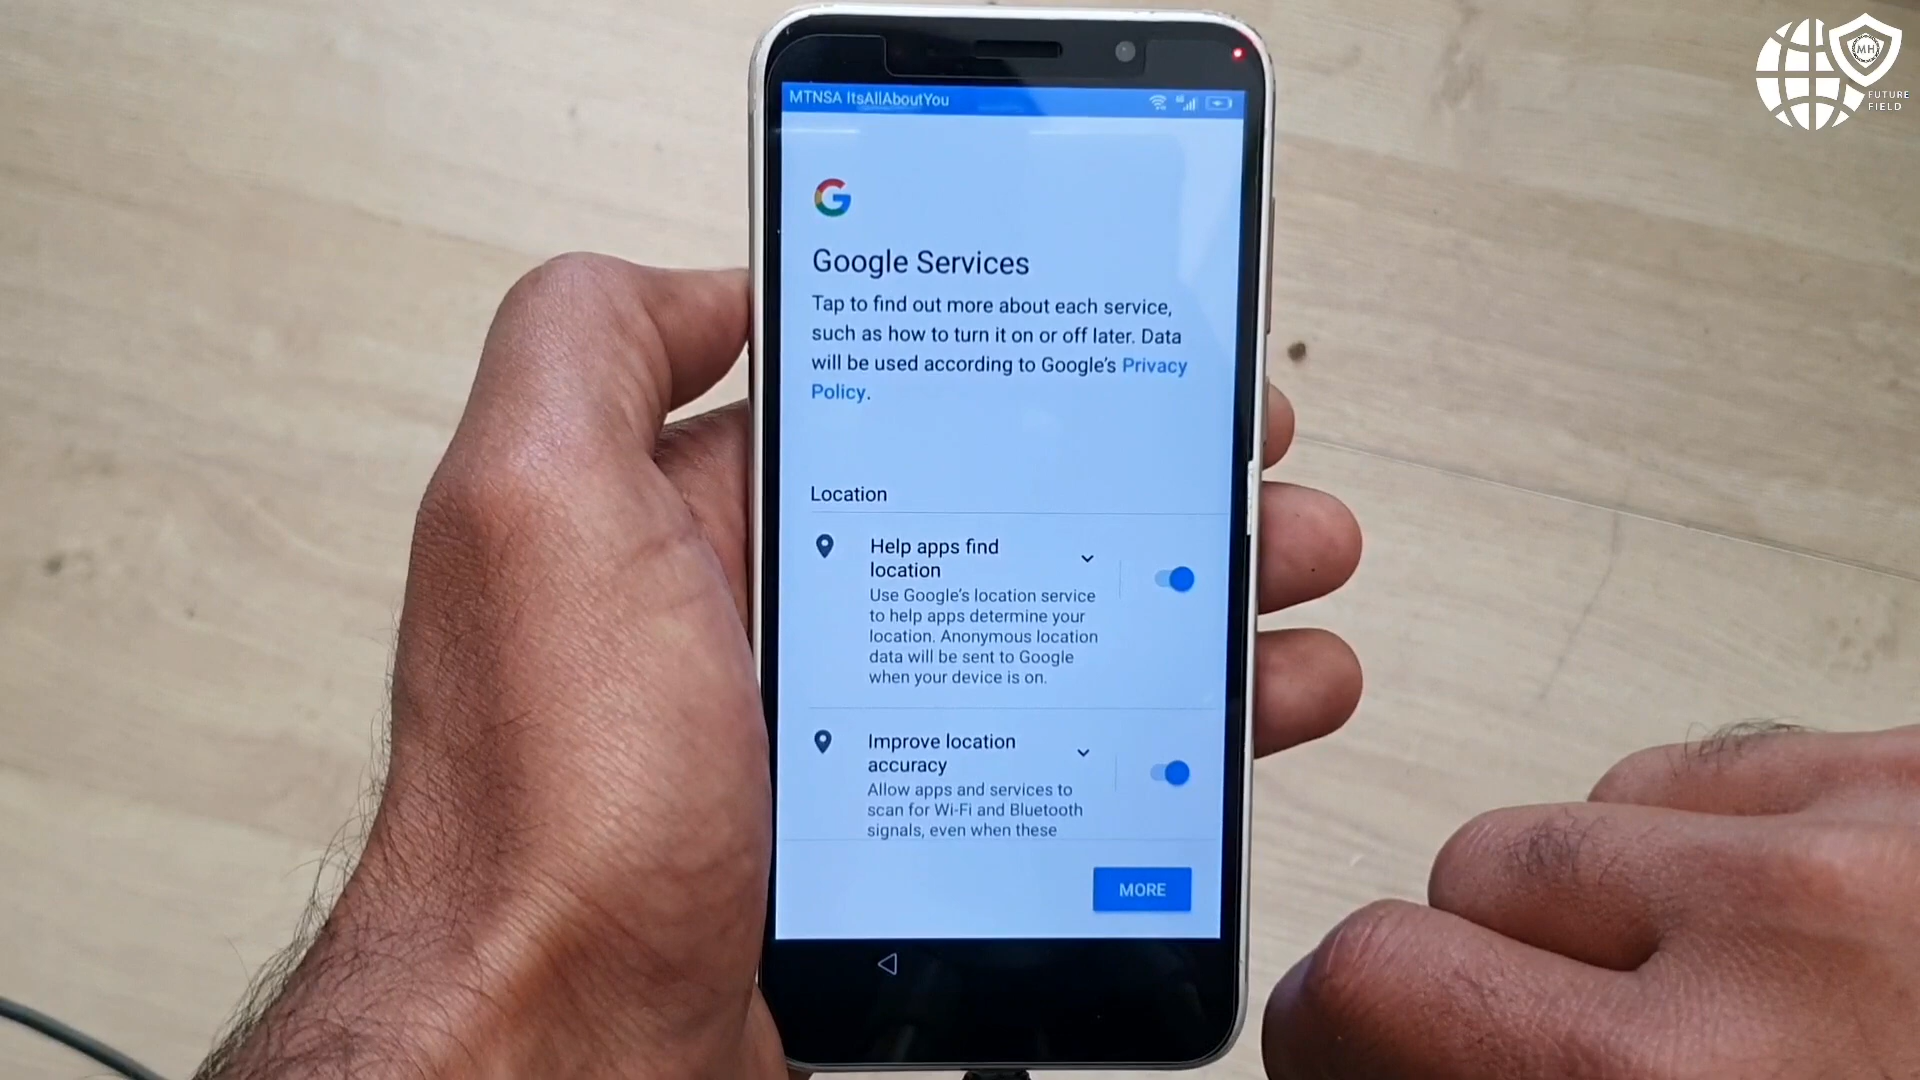 MTNSA ItsAllAboutYou
MH
FUTURE
FIELD
G
Google Services
Tap to find out more about each service,
such as how to turn it on or off later. Data
will be used according to Google’s Privacy
Policy.
Location
Help apps find
location
Use Google’s location service
to help apps determine your
location. Anonymous location
data will be sent to Google
when your device is on.
Improve location
accuracy
Allow apps and services to
scan for Wi-Fi and Bluetooth
signals, even when these
MORE